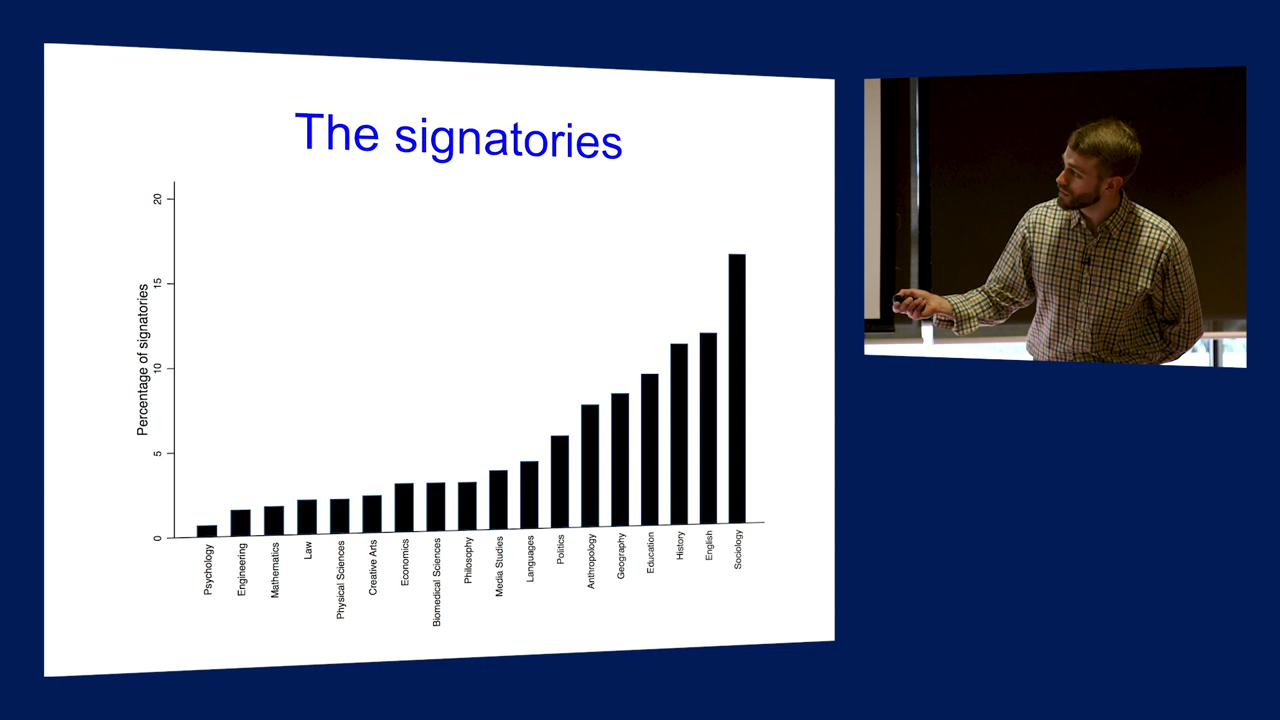 The signatories
Percentage of signatories
20
15
10
5
0
Psychology
Engineering
Mathematics
Law
Physical Sciences
Creative Arts
Economics
Biomedical Sciences
Philosophy
Media Studies
Languages
Politics
Anthropology
Geography
Education
History
English
Sociology